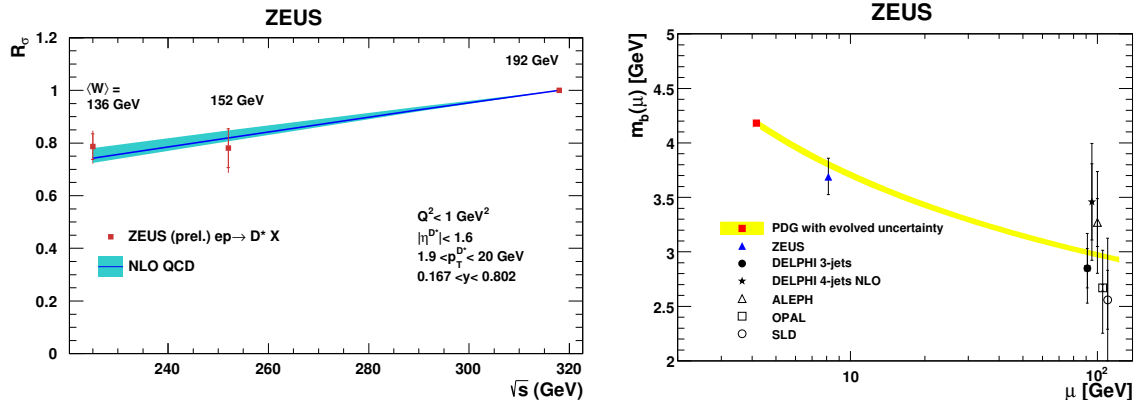 ZEUS
R_σ
1.2
1
0.8
0.6
0.4
0.2
0
⟨W⟩ =
136 GeV
152 GeV
192 GeV
ZEUS (prel.) ep→ D* X
NLO QCD
Q² < 1 GeV²
|η^{D*}| < 1.6
1.9 < p_T^{D*} < 20 GeV
0.167 <y< 0.802
240 260 280 300 320
√s (GeV)
ZEUS
m_b(μ) [GeV]
5
4.5
4
3.5
3
2.5
2
PDG with evolved uncertainty
ZEUS
DELPHI 3-jets
DELPHI 4-jets NLO
ALEPH
OPAL
SLD
10 10²
μ [GeV]